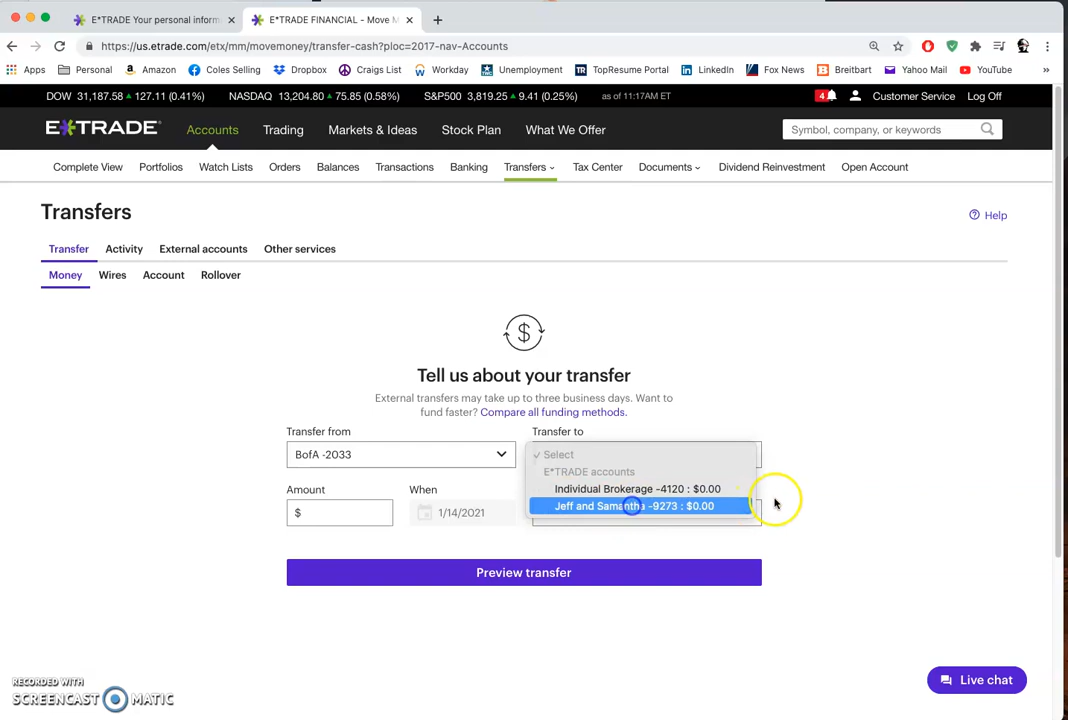 E*TRADE Your personal inform
E*TRADE FINANCIAL - Move M
https://us.etrade.com/etx/mm/movemoney/transfer-cash?ploc=2017-nav-Accounts
Apps Personal Amazon Coles Selling Dropbox Craigs List Workday Unemployment TopResume Portal LinkedIn Fox News Breitbart Yahoo Mail YouTube »
DOW 31,187.58 127.11 (0.41%) NASDAQ 13,204.80 75.85 (0.58%) S&P500 3,819.25 9.41 (0.25%) as of 11:17AM ET 4 Customer Service Log Off
E*TRADE Accounts Trading Markets & Ideas Stock Plan What We Offer Symbol, company, or keywords
Complete View Portfolios Watch Lists Orders Balances Transactions Banking Transfers Tax Center Documents Dividend Reinvestment Open Account
Transfers
Help
Transfer Activity External accounts Other services
Money Wires Account Rollover
$
Tell us about your transfer
External transfers may take up to three business days. Want to
fund faster? Compare all funding methods.
Transfer from Transfer to
BofA -2033 Select
E*TRADE accounts
Amount When Individual Brokerage -4120 : $0.00
Jeff and Samantha -9273 : $0.00
$ 1/14/2021
Preview transfer
Live chat
RECORDED WITH
SCREENCAST MATIC